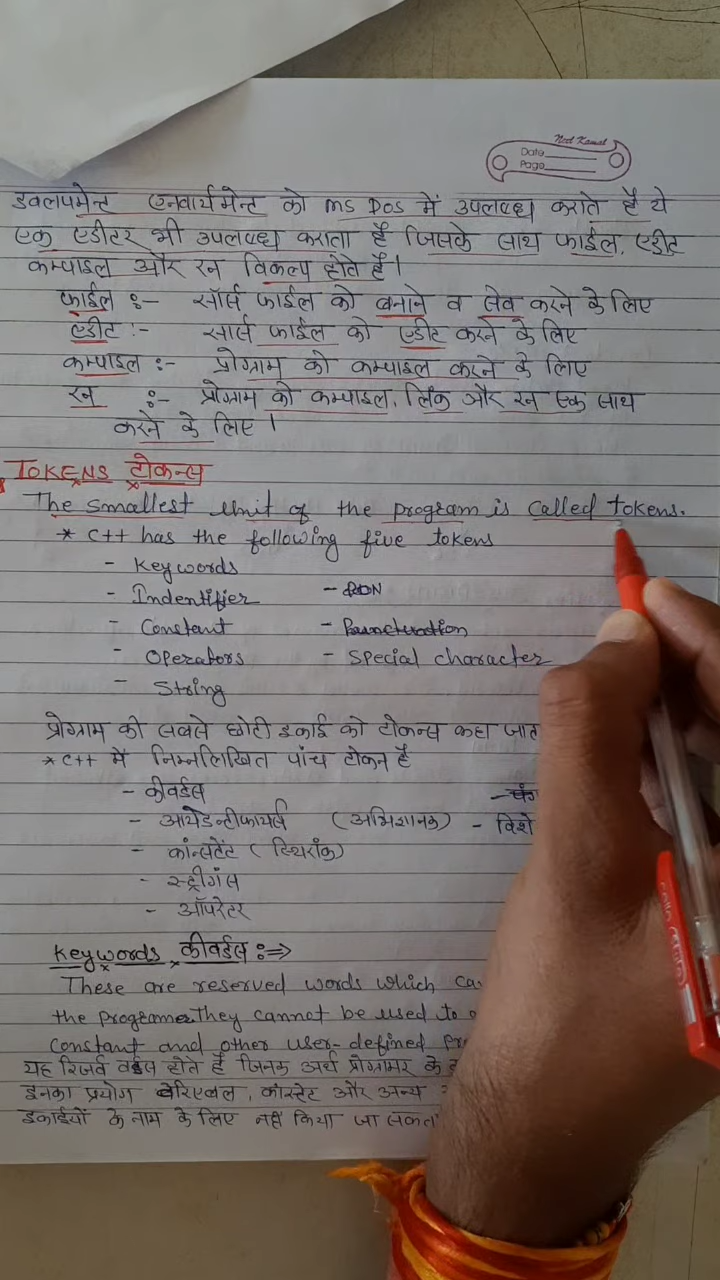 Neel Kamal
Date
Page
डवलपमेन्ट एनवार्यमेन्ट को MS DOS में उपलब्ध कराते है ये
एक एडीटर भी उपलब्ध कराता है जिसके साथ फाईल, एडीट
कम्पाइल और रन विकल्प होते है।
फाईल :- सॉर्स फाईल को बनाने व सेव करने के लिए
एडीट :- सार्स फाईल को एडीट करने के लिए
कम्पाइल :- प्रोग्राम को कम्पाइल करने के लिए
रन :- प्रोग्राम को कम्पाइल, लिंक और रन एक साथ
करने के लिए।
TOKENS टोकन्स
The smallest unit of the program is called tokens.
* C++ has the following five tokens
- Keywords
- Indentifier
- Constant - Punctuation
- Operators - Special character
- String
प्रोग्राम की सबसे छोटी इकाई को टोकन्स कहा जात
* C++ में निम्नलिखित पांच टोकन है
- कीवर्डस
- आयडेन्टीफायर्स - विशे
- कॉन्सटेंट (स्थिरांक)
- स्ट्रींगस
- ऑपरेटर
Keywords कीवर्डस :=>
These are reserved words which
the programe. They cannot be used to
constant and other user-defined
यह रिजर्व वर्डस होते है जिनक अर्थ प्रोग्रामर के
इनका प्रयोग वेरिएबल, कांस्टेट और अन्य
इकाईयों के नाम के लिए नही किया जा सकता